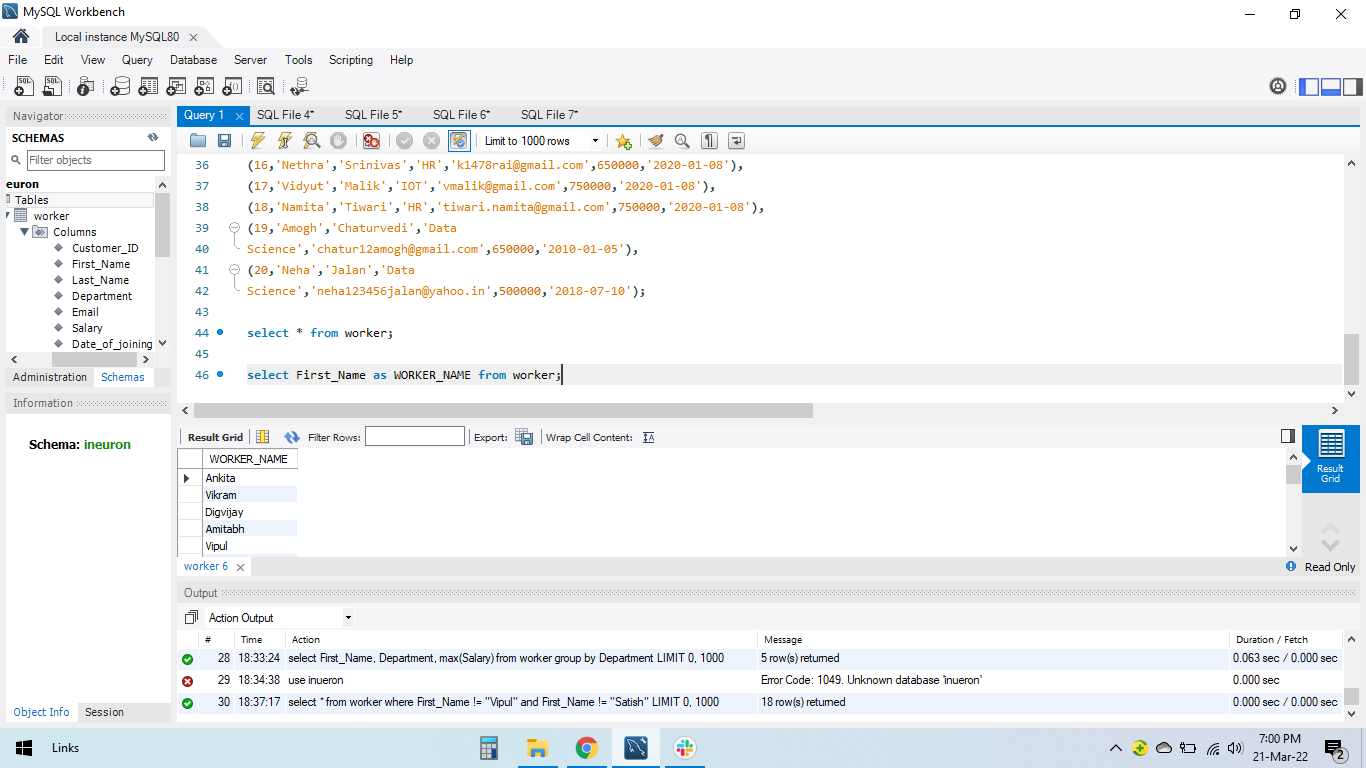 MySQL Workbench
Local instance MySQL80
File Edit View Query Database Server Tools Scripting Help
Navigator
SCHEMAS
Filter objects
euron
Tables
worker
Columns
Customer_ID
First_Name
Last_Name
Department
Email
Salary
Date_of_joining
Administration Schemas
Information
Schema: ineuron
Object Info Session
Query 1 SQL File 4* SQL File 5* SQL File 6* SQL File 7*
Limit to 1000 rows
36 (16,'Nethra','Srinivas','HR','k1478rai@gmail.com',650000,'2020-01-08'),
37 (17,'Vidyut','Malik','IOT','vmalik@gmail.com',750000,'2020-01-08'),
38 (18,'Namita','Tiwari','HR','tiwari.namita@gmail.com',750000,'2020-01-08'),
39 (19,'Amogh','Chaturvedi','Data
40 Science','chatur12amogh@gmail.com',650000,'2010-01-05'),
41 (20,'Neha','Jalan','Data
42 Science','neha123456jalan@yahoo.in',500000,'2018-07-10');
43
44 select * from worker;
45
46 select First_Name as WORKER_NAME from worker;
Result Grid Filter Rows: Export: Wrap Cell Content: IA
WORKER_NAME
Ankita
Vikram
Digvijay
Amitabh
Vipul
Result
Grid
worker 6
Read Only
Output
Action Output
# Time Action Message Duration / Fetch
28 18:33:24 select First_Name, Department, max(Salary) from worker group by Department LIMIT 0, 1000 5 row(s) returned 0.063 sec / 0.000 sec
29 18:34:38 use inueron Error Code: 1049. Unknown database 'inueron' 0.000 sec
30 18:37:17 select * from worker where First_Name != "Vipul" and First_Name != "Satish" LIMIT 0, 1000 18 row(s) returned 0.000 sec / 0.000 sec
Links
7:00 PM
21-Mar-22
2